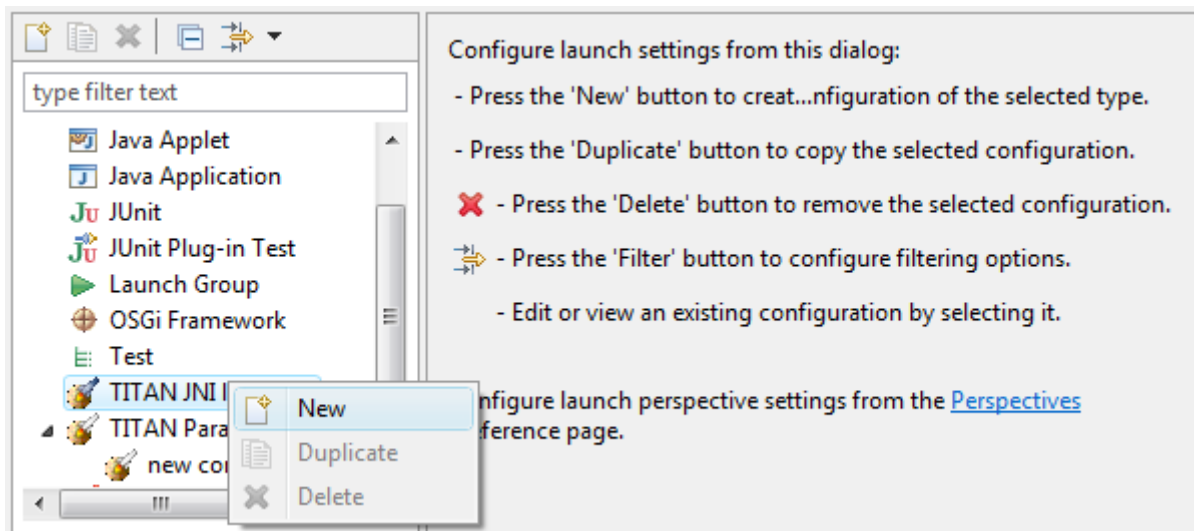 type filter text
Java Applet
Java Application
JUnit
JUnit Plug-in Test
Launch Group
OSGi Framework
Test
TITAN JNI
TITAN Para
new
New
Duplicate
Delete
Configure launch settings from this dialog:
- Press the 'New' button to creat...nfiguration of the selected type.
- Press the 'Duplicate' button to copy the selected configuration.
- Press the 'Delete' button to remove the selected configuration.
- Press the 'Filter' button to configure filtering options.
- Edit or view an existing configuration by selecting it.
nfigure launch perspective settings from the Perspectives
ference page.